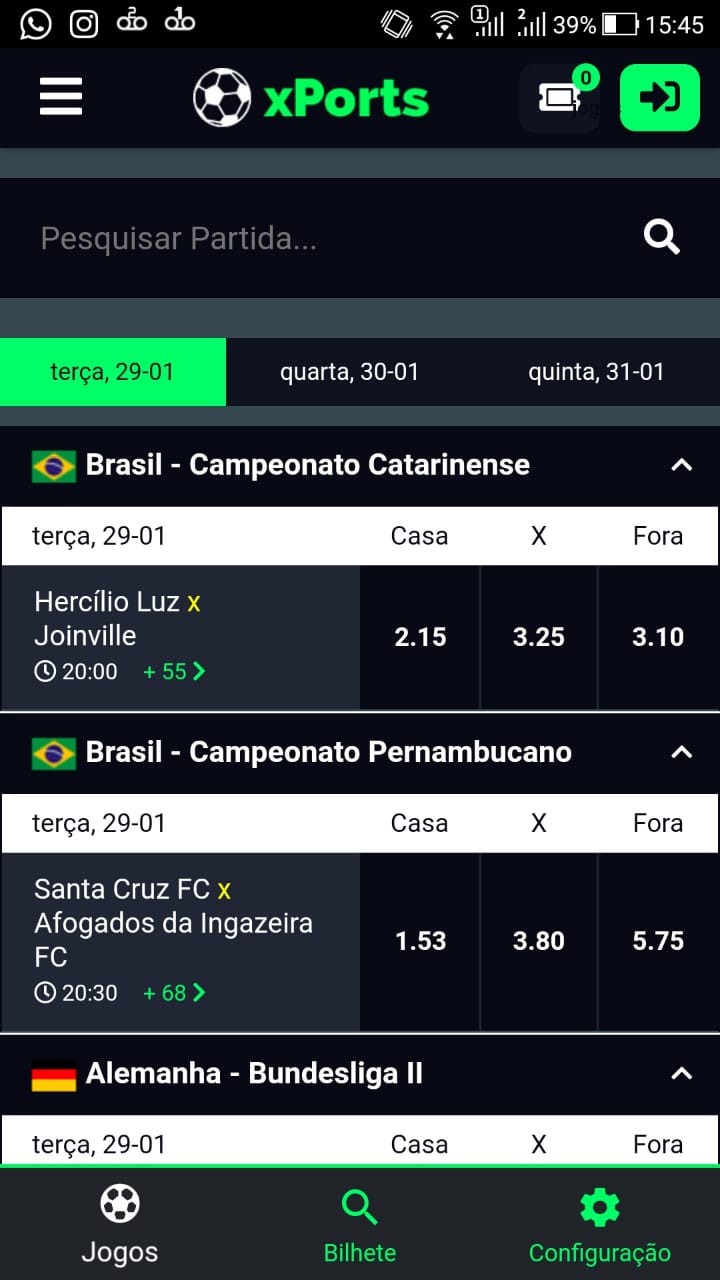 1 2 39% 15:45
xPorts 0
Pesquisar Partida...
terça, 29-01 quarta, 30-01 quinta, 31-01
Brasil - Campeonato Catarinense
terça, 29-01 Casa X Fora
Hercílio Luz x
Joinville
2.15 3.25 3.10
20:00 + 55
Brasil - Campeonato Pernambucano
terça, 29-01 Casa X Fora
Santa Cruz FC x
Afogados da Ingazeira
FC
1.53 3.80 5.75
20:30 + 68
Alemanha - Bundesliga II
terça, 29-01 Casa X Fora
Jogos Bilhete Configuração